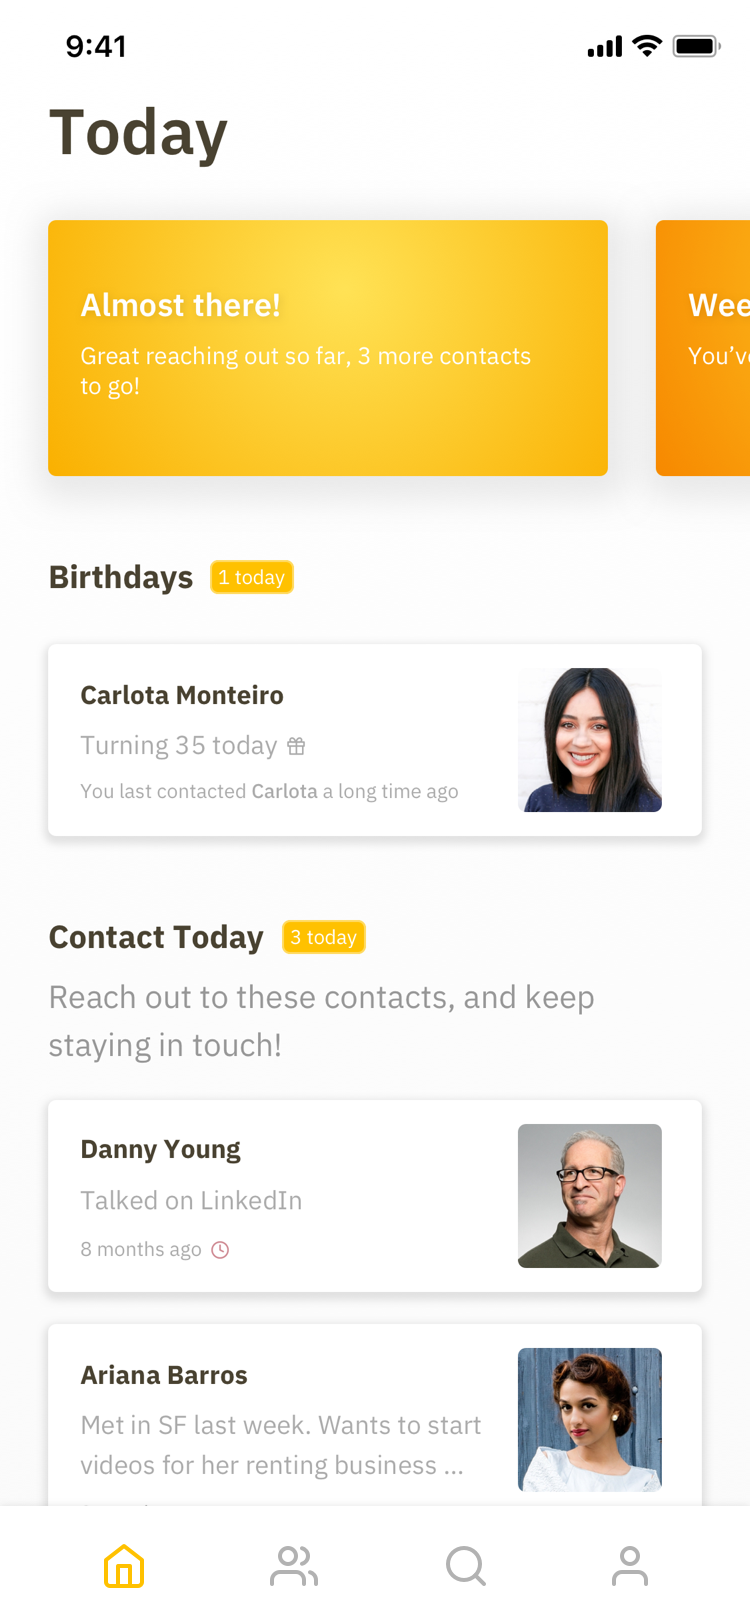 9:41
Today
Almost there!
Great reaching out so far, 3 more contacts
to go!
Wee
You’v
Birthdays
1 today
Carlota Monteiro
Turning 35 today
You last contacted Carlota a long time ago
Contact Today
3 today
Reach out to these contacts, and keep
staying in touch!
Danny Young
Talked on LinkedIn
8 months ago
Ariana Barros
Met in SF last week. Wants to start
videos for her renting business ...